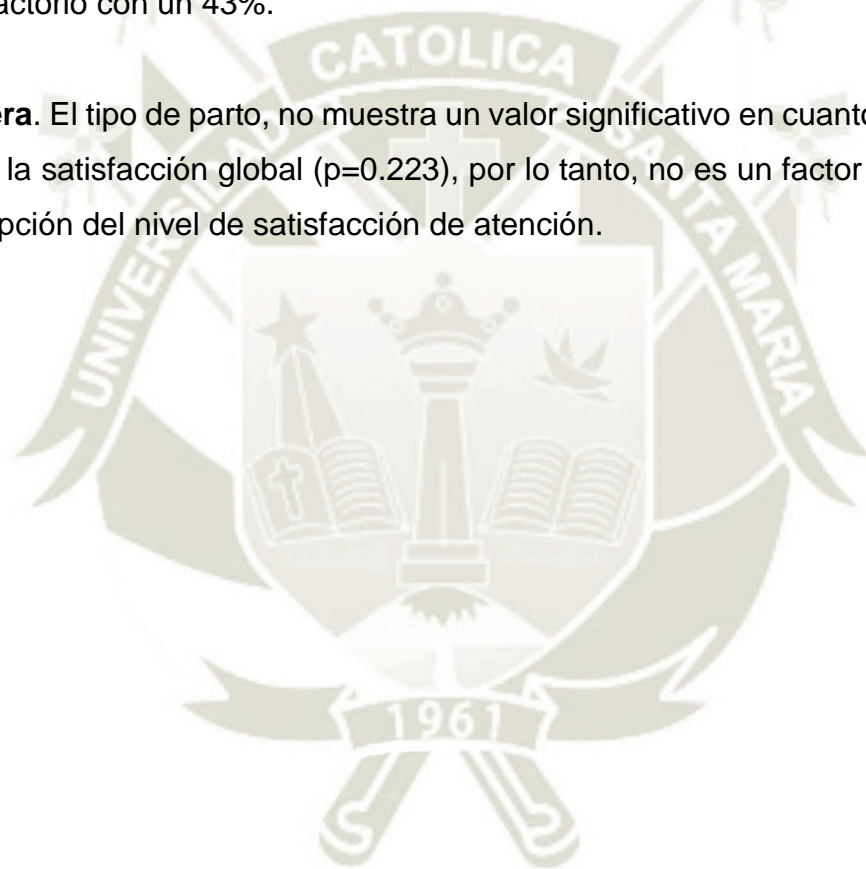 factorio con un 43%.
era. El tipo de parto, no muestra un valor significativo en cuanto
la satisfacción global (p=0.223), por lo tanto, no es un factor
pción del nivel de satisfacción de atención.
UNIVERSIDAD CATOLICA SANTA MARIA
1961